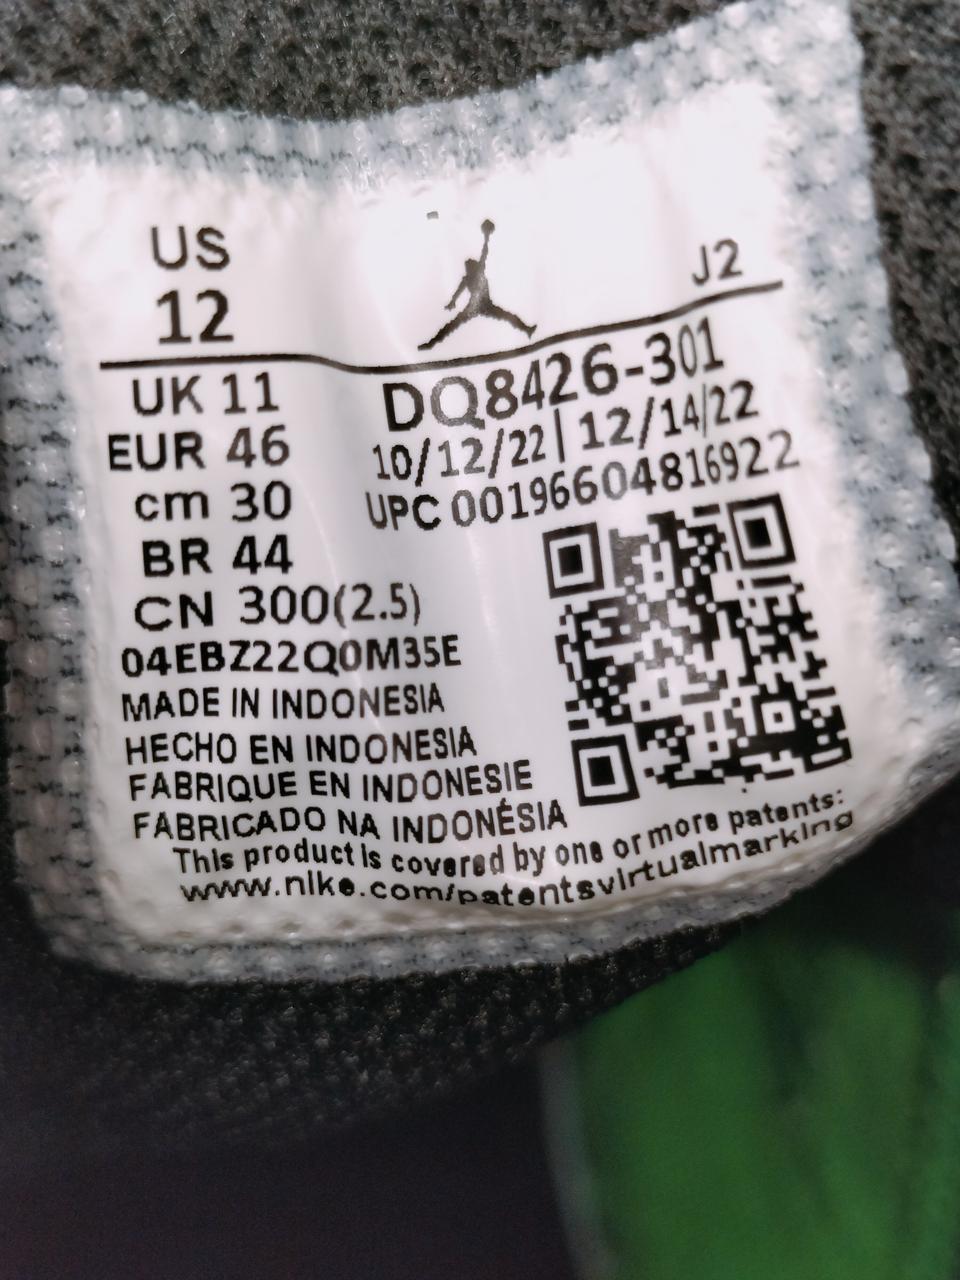 US
12
J2
UK 11
EUR 46
cm 30
BR 44
CN 300(2.5)
DQ8426-301
10/12/22 | 12/14/22
UPC 00196604816922
04EBZ22Q0M35E
MADE IN INDONESIA
HECHO EN INDONESIA
FABRIQUE EN INDONESIE
FABRICADO NA INDONÉSIA
This product is covered by one or more patents:
www.nike.com/patentsvirtualmarking